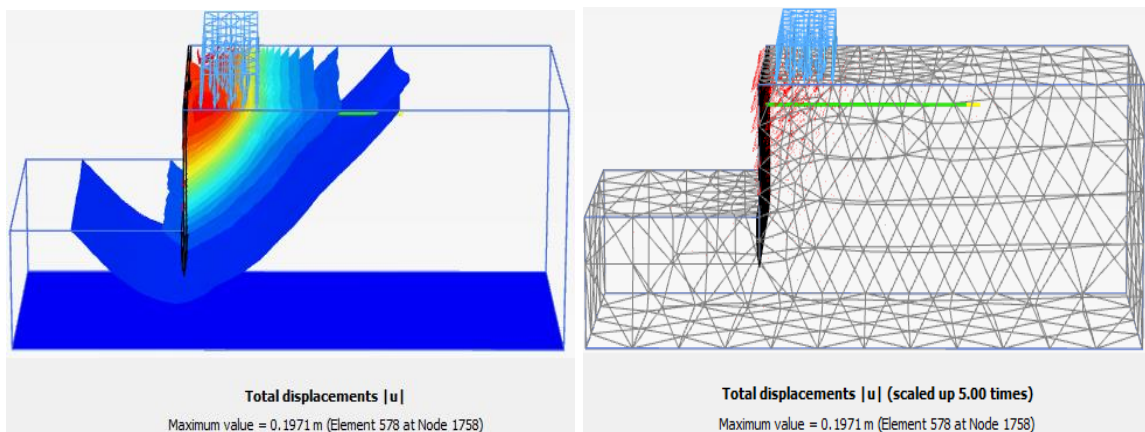 Total displacements |u|
Maximum value = 0.1971 m (Element 578 at Node 1758)
Total displacements |u| (scaled up 5.00 times)
Maximum value = 0.1971 m (Element 578 at Node 1758)